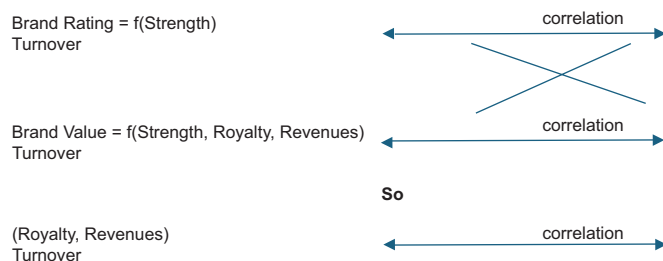 Brand Rating = f(Strength)
Turnover
correlation
Brand Value = f(Strength, Royalty, Revenues)
Turnover
correlation
So
(Royalty, Revenues)
Turnover
correlation